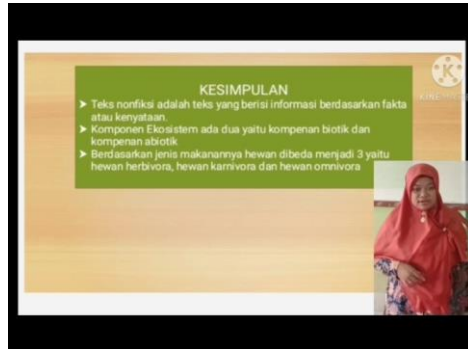 KESIMPULAN
➤ Teks nonfiksi adalah teks yang berisi informasi berdasarkan fakta
atau kenyataan.
➤ Komponen Ekosistem ada dua yaitu kompenan biotik dan
kompenan abiotik
➤ Berdasarkan jenis makanannya hewan dibeda menjadi 3 yaitu
hewan herbivora, hewan karnivora dan hewan omnivora
K